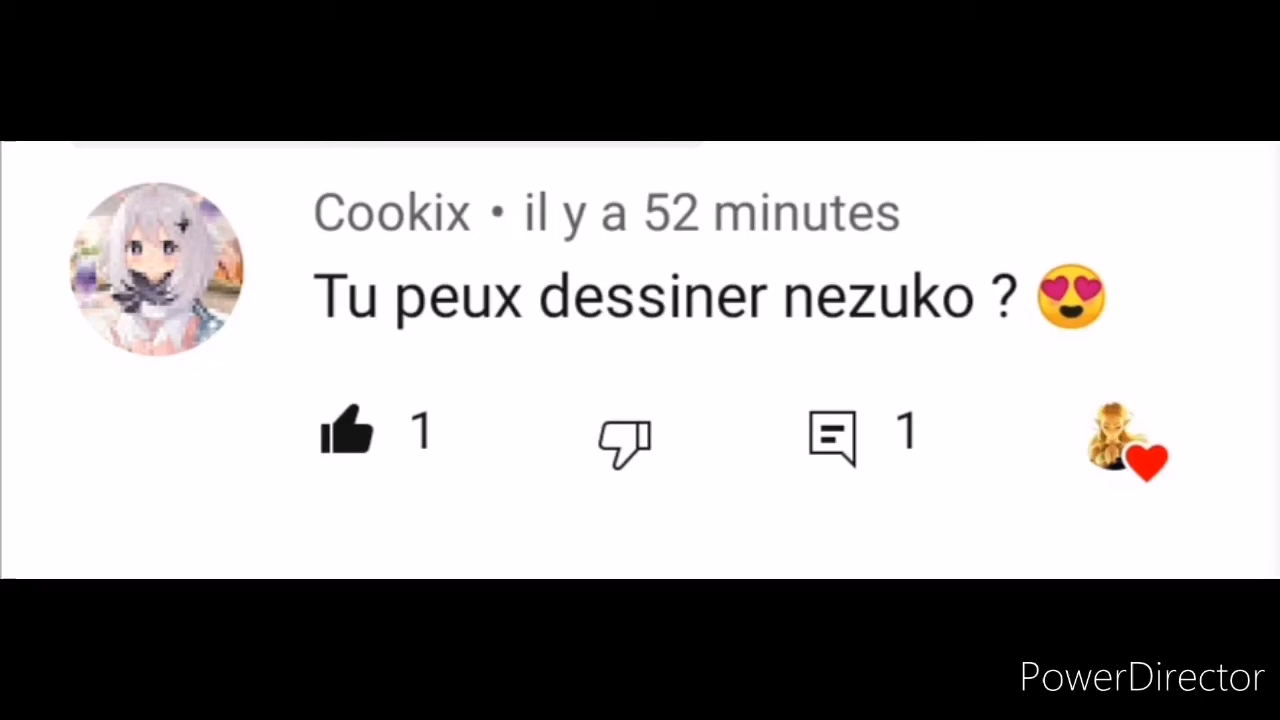 Cookix • il y a 52 minutes
Tu peux dessiner nezuko ? 😍
1 1
PowerDirector